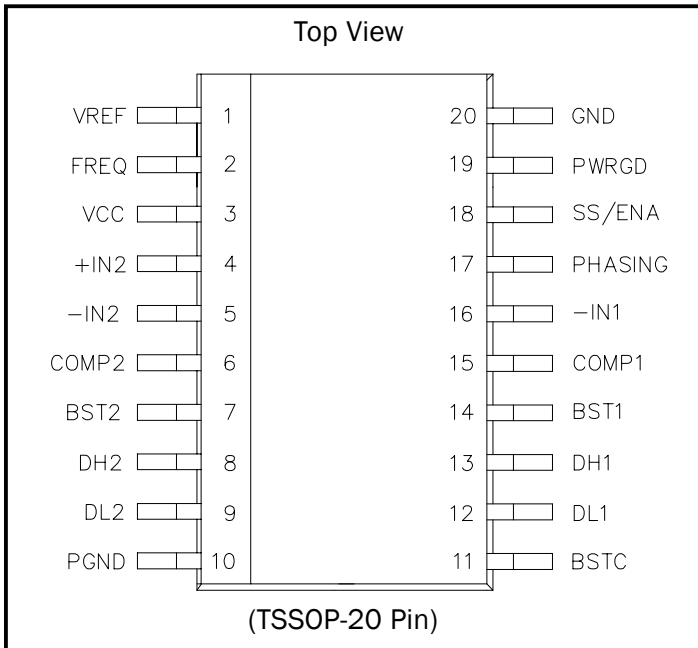 Top View
VREF 1 20 GND
FREQ 2 19 PWRGD
VCC 3 18 SS/ENA
+IN2 4 17 PHASING
−IN2 5 16 −IN1
COMP2 6 15 COMP1
BST2 7 14 BST1
DH2 8 13 DH1
DL2 9 12 DL1
PGND 10 11 BSTC
(TSSOP-20 Pin)